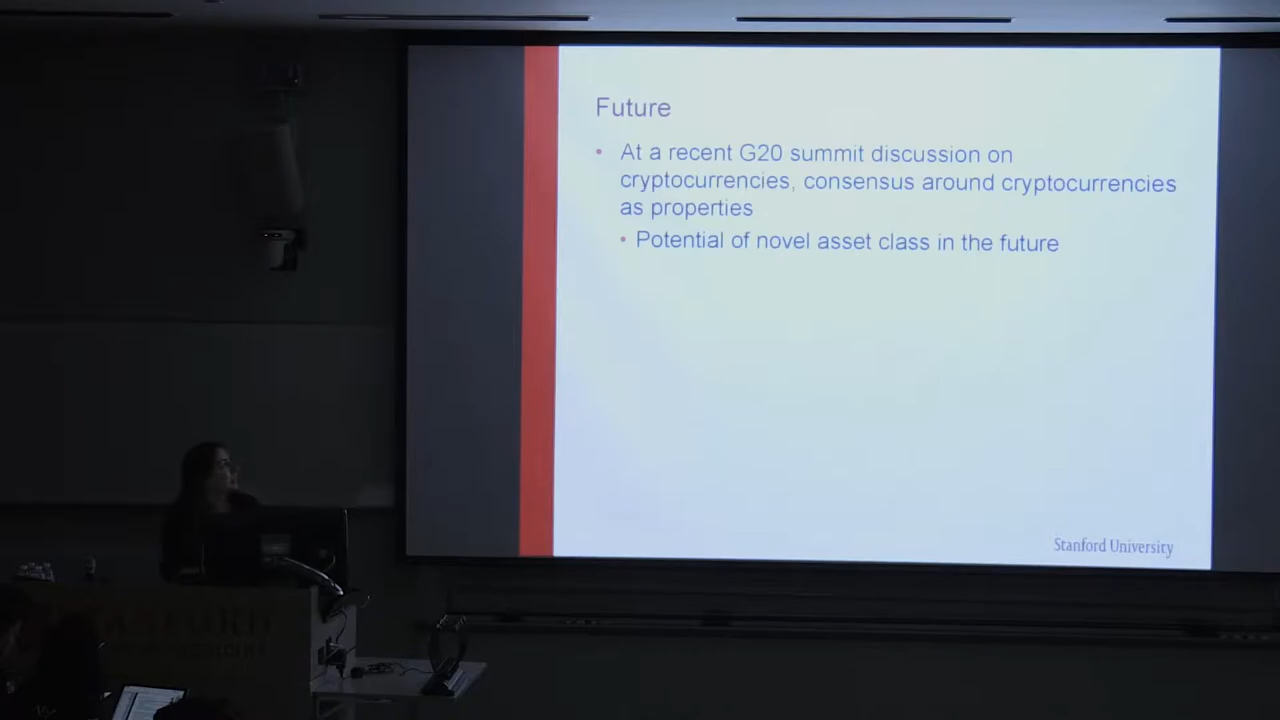 Future
• At a recent G20 summit discussion on
cryptocurrencies, consensus around cryptocurrencies
as properties
• Potential of novel asset class in the future
Stanford University